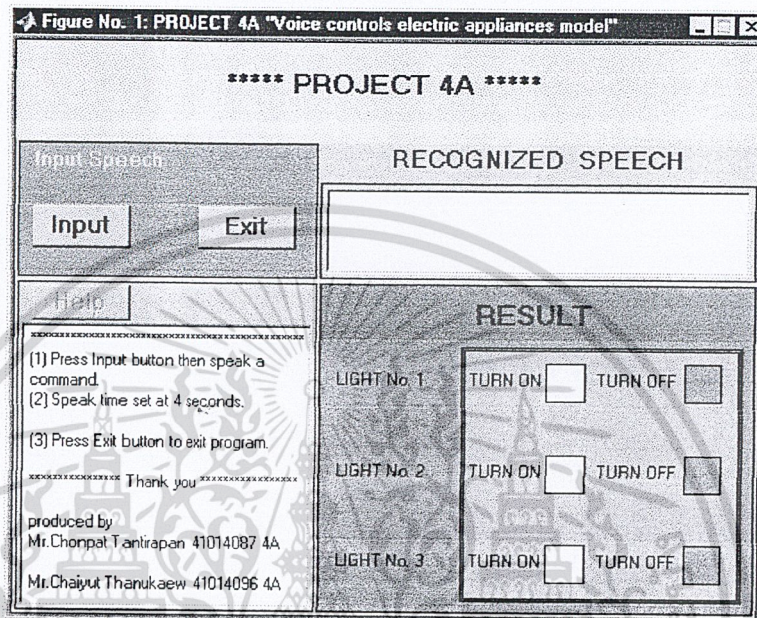 Figure No. 1: PROJECT 4A "Voice controls electric appliances model"
***** PROJECT 4A *****
Input Speech
Input
Exit
RECOGNIZED SPEECH
Help
(1) Press Input button then speak a
command.
(2) Speak time set at 4 seconds.
(3) Press Exit button to exit program.
**************** Thank you *****************
produced by
Mr.Chonpat Tantirapan 41014087 4A
Mr.Chaiyut Thanukaew 41014096 4A
RESULT
LIGHT No. 1 TURN ON TURN OFF
LIGHT No. 2 TURN ON TURN OFF
LIGHT No. 3 TURN ON TURN OFF